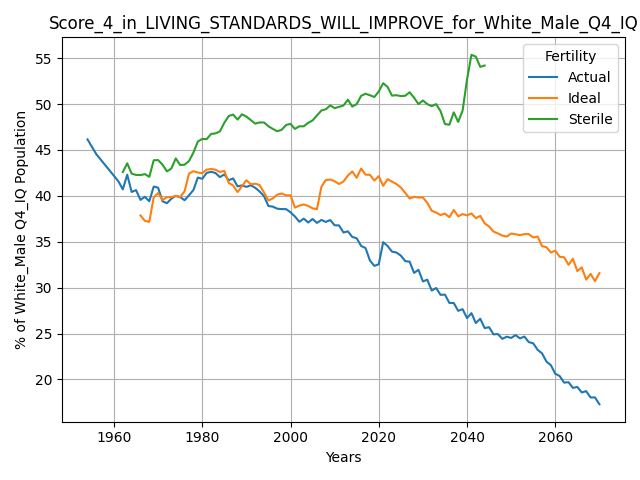 Score_4_in_LIVING_STANDARDS_WILL_IMPROVE_for_White_Male_Q4_IQ
Fertility
Actual
Ideal
Sterile
% of White_Male Q4_IQ Population
55
50
45
40
35
30
25
20
1960
1980
2000
2020
2040
2060
Years